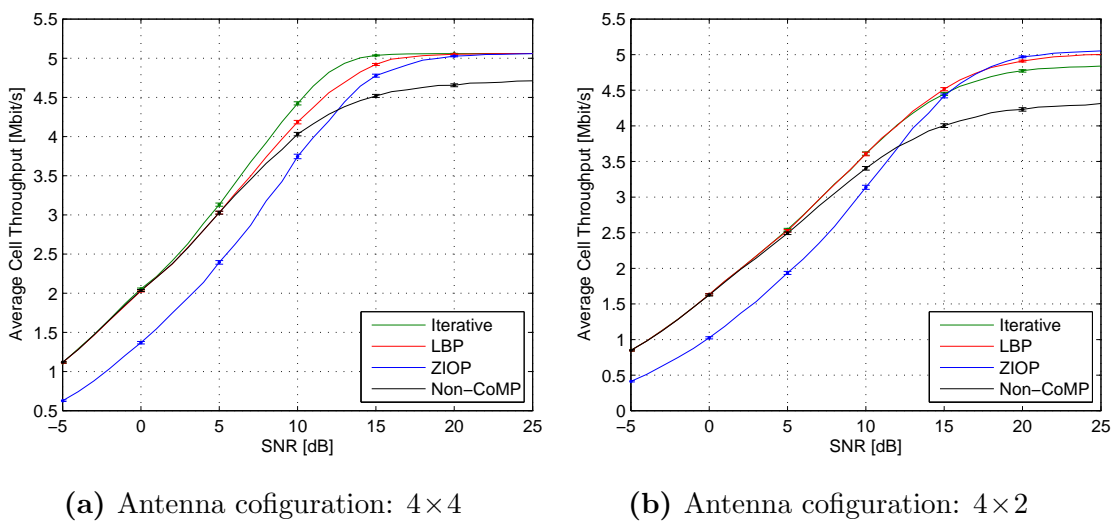 Average Cell Throughput [Mbit/s]
5.5
5
4.5
4
3.5
3
2.5
2
1.5
1
0.5
−5
0
5
10
15
20
25
SNR [dB]
Iterative
LBP
ZIOP
Non−CoMP
(a) Antenna cofiguration: 4×4
Average Cell Throughput [Mbit/s]
5.5
5
4.5
4
3.5
3
2.5
2
1.5
1
0.5
0
−5
0
5
10
15
20
25
SNR [dB]
Iterative
LBP
ZIOP
Non−CoMP
(b) Antenna cofiguration: 4×2